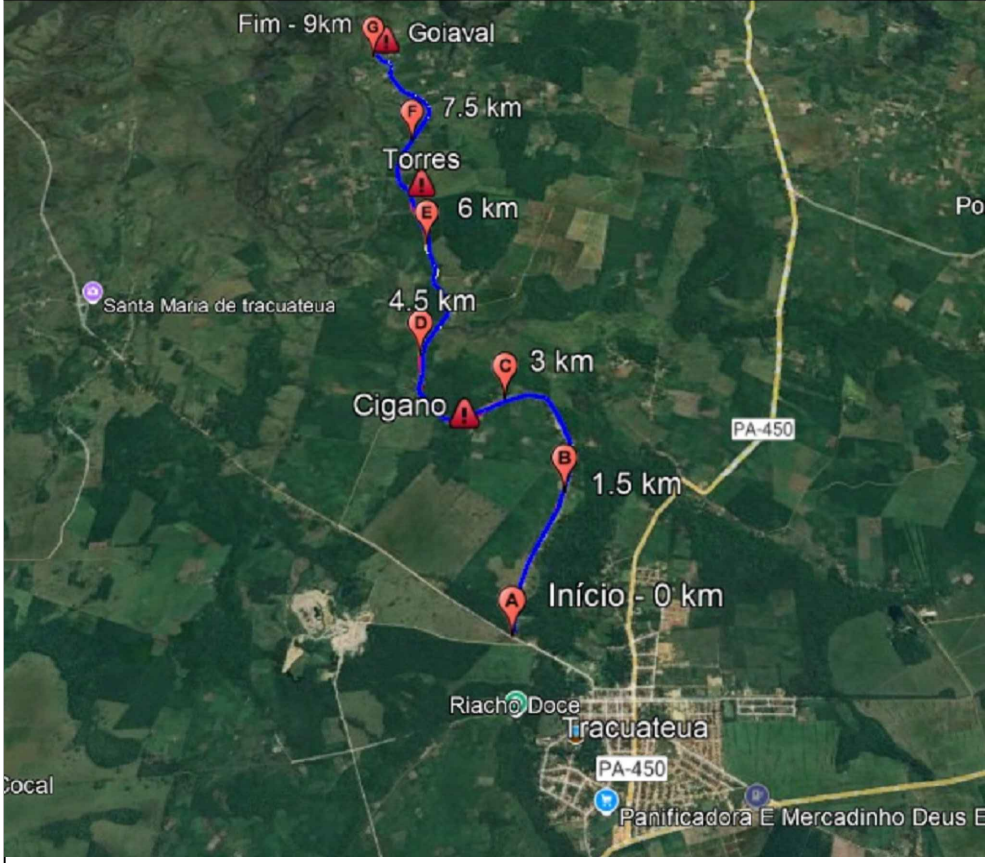 Fim - 9km
G
Goiaval
F
7.5 km
Torres
E
6 km
Po
Santa Maria de tracuateua
4.5 km
D
C
3 km
Cigano
PA-450
B
1.5 km
A
Início - 0 km
Riacho Doce
Tracuateua
PA-450
Cocal
Panificadora E Mercadinho Deus E